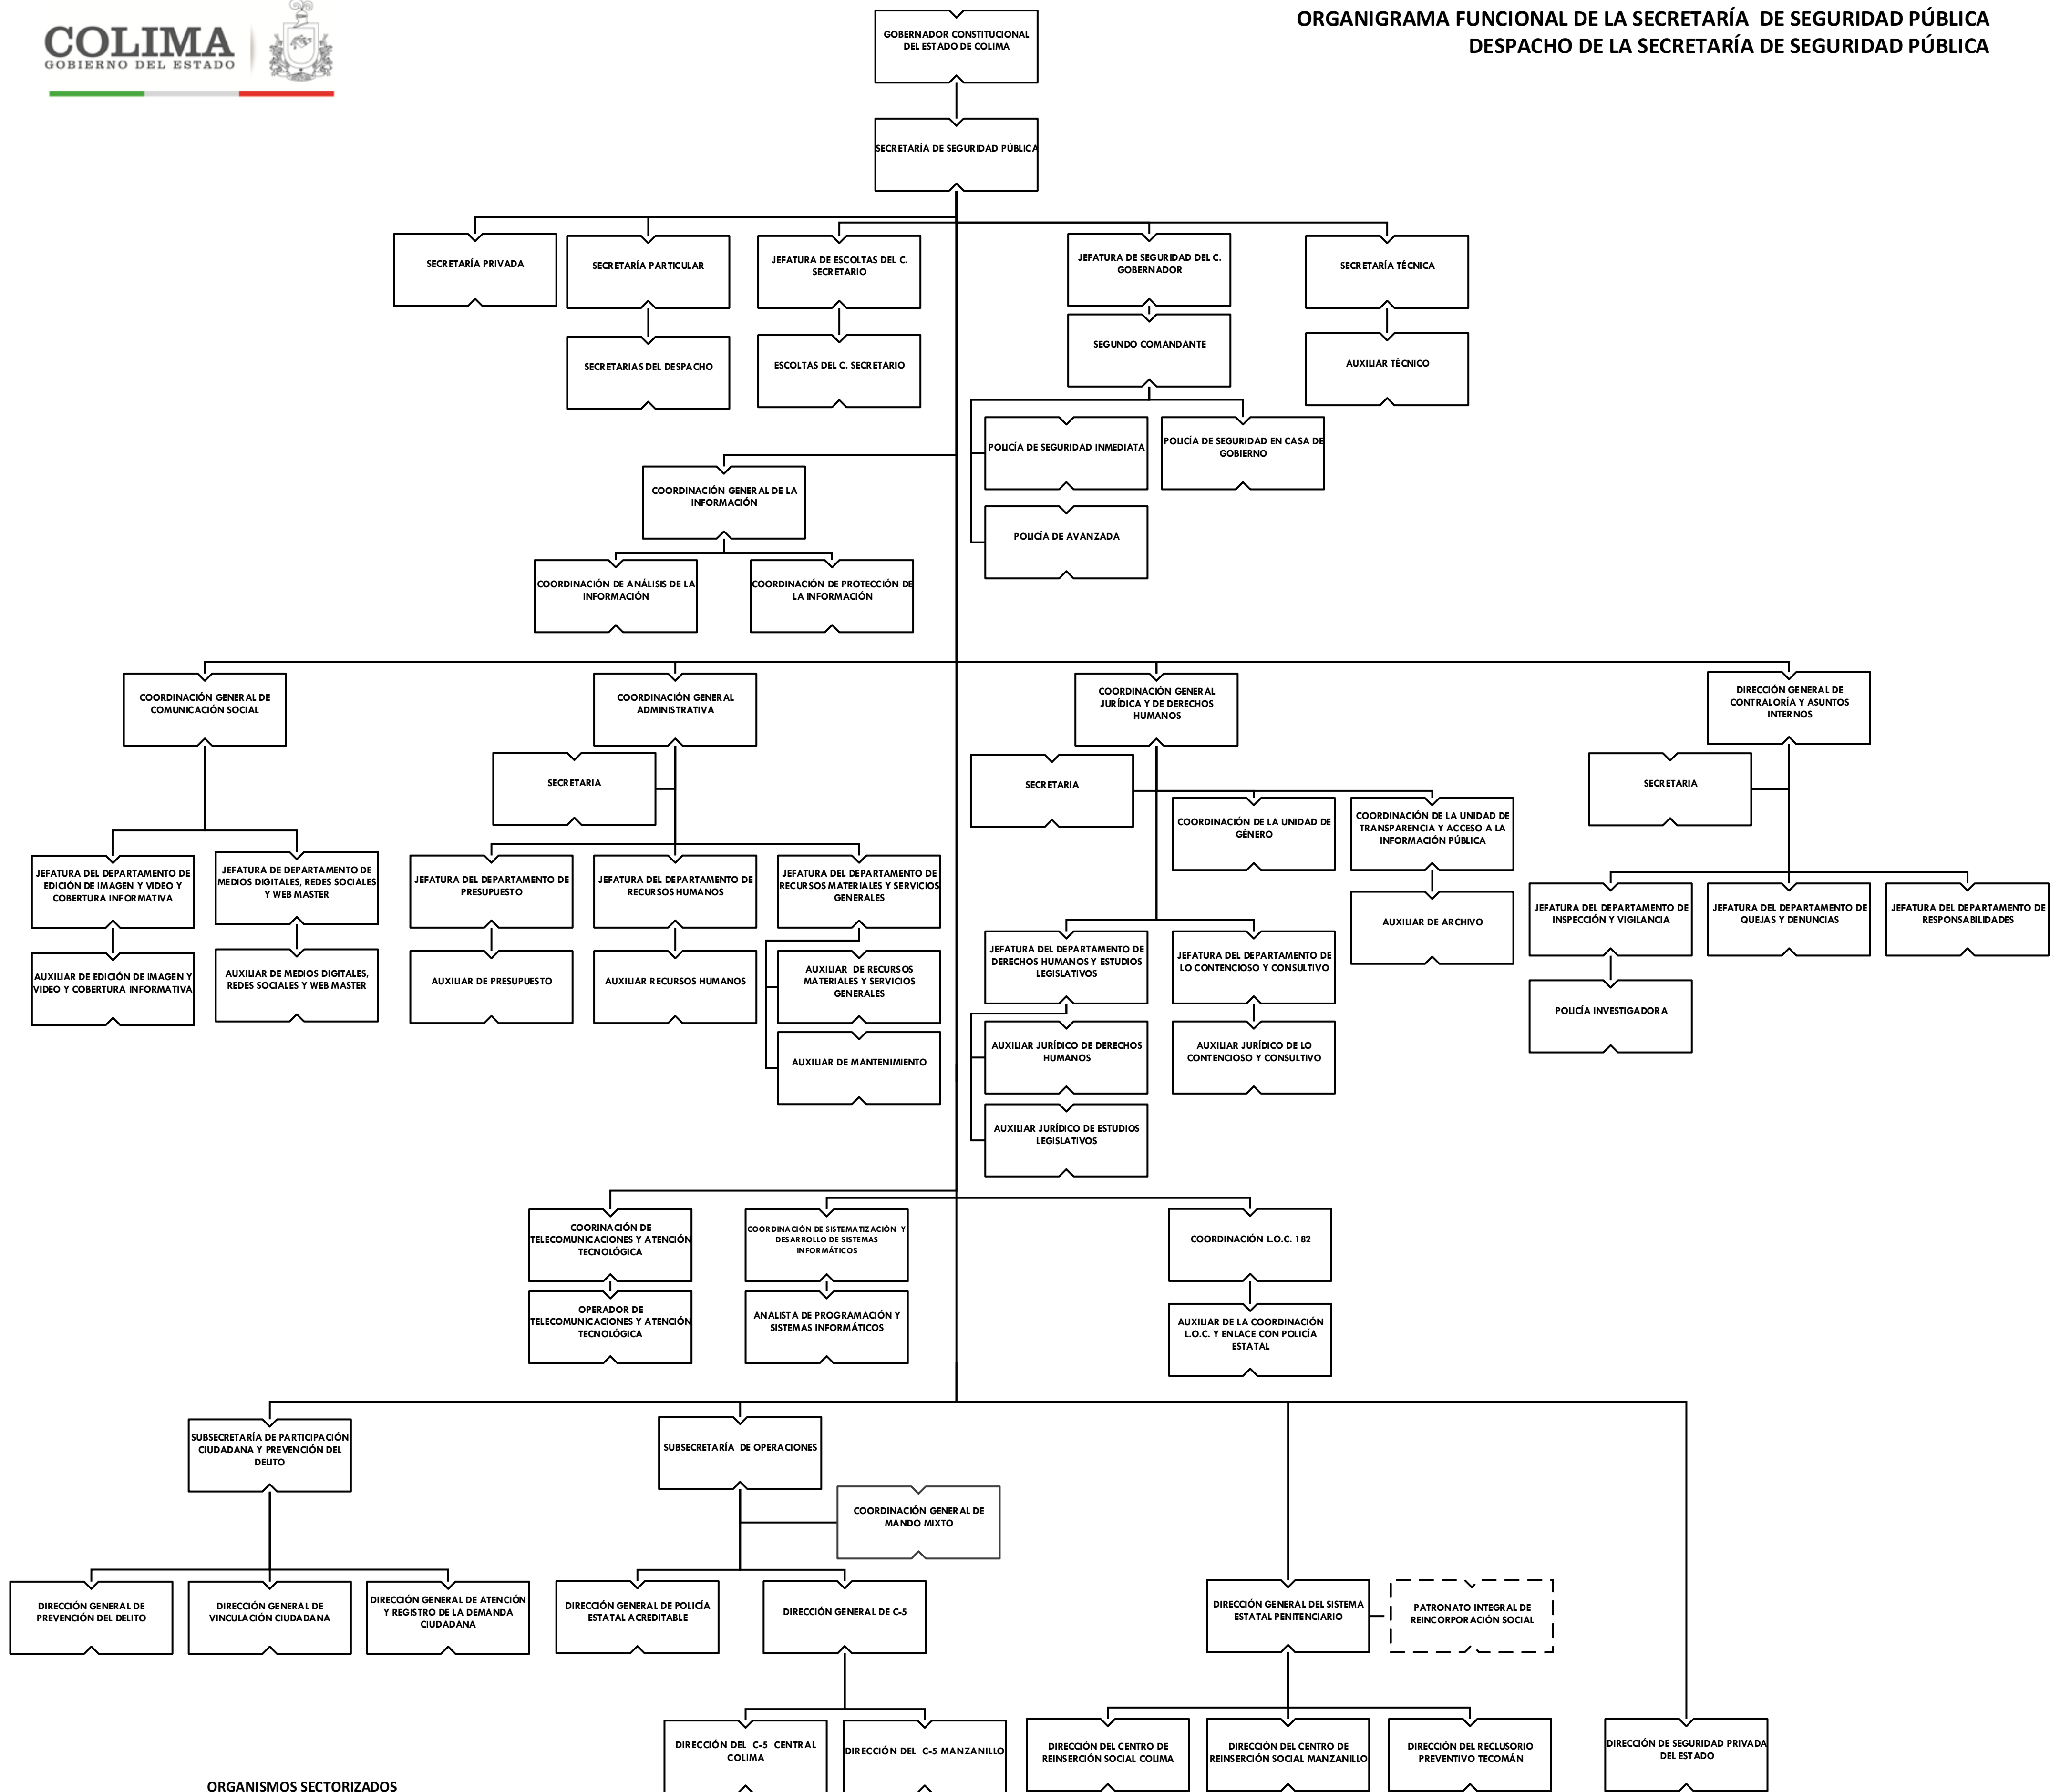 COLIMA
GOBIERNO DEL ESTADO
ORGANIGRAMA FUNCIONAL DE LA SECRETARÍA DE SEGURIDAD PÚBLICA
DESPACHO DE LA SECRETARÍA DE SEGURIDAD PÚBLICA
GOBERNADOR CONSTITUCIONAL
DEL ESTADO DE COLIMA
SECRETARÍA DE SEGURIDAD PÚBLICA
SECRETARÍA PRIVADA
SECRETARÍA PARTICULAR
JEFATURA DE ESCOLTAS DEL C.
SECRETARIO
JEFATURA DE SEGURIDAD DEL C.
GOBERNADOR
SECRETARÍA TÉCNICA
SECRETARIAS DEL DESPACHO
ESCOLTAS DEL C. SECRETARIO
SEGUNDO COMANDANTE
AUXILIAR TÉCNICO
POLICÍA DE SEGURIDAD INMEDIATA
POLICÍA DE SEGURIDAD EN CASA DE
GOBIERNO
POLICÍA DE AVANZADA
COORDINACIÓN GENERAL DE LA
INFORMACIÓN
COORDINACIÓN DE ANÁLISIS DE LA
INFORMACIÓN
COORDINACIÓN DE PROTECCIÓN DE
LA INFORMACIÓN
COORDINACIÓN GENERAL DE
COMUNICACIÓN SOCIAL
COORDINACIÓN GENERAL
ADMINISTRATIVA
COORDINACIÓN GENERAL
JURÍDICA Y DE DERECHOS
HUMANOS
DIRECCIÓN GENERAL DE
CONTRALORÍA Y ASUNTOS
INTERNOS
SECRETARIA
SECRETARIA
SECRETARIA
COORDINACIÓN DE LA UNIDAD DE
GÉNERO
COORDINACIÓN DE LA UNIDAD DE
TRANSPARENCIA Y ACCESO A LA
INFORMACIÓN PÚBLICA
JEFATURA DEL DEPARTAMENTO DE
EDICIÓN DE IMAGEN Y VIDEO Y
COBERTURA INFORMATIVA
JEFATURA DE DEPARTAMENTO DE
MEDIOS DIGITALES, REDES SOCIALES
Y WEB MASTER
JEFATURA DEL DEPARTAMENTO DE
PRESUPUESTO
JEFATURA DEL DEPARTAMENTO DE
RECURSOS HUMANOS
JEFATURA DEL DEPARTAMENTO DE
RECURSOS MATERIALES Y SERVICIOS
GENERALES
AUXILIAR DE ARCHIVO
JEFATURA DEL DEPARTAMENTO DE
INSPECCIÓN Y VIGILANCIA
JEFATURA DEL DEPARTAMENTO DE
QUEJAS Y DENUNCIAS
JEFATURA DEL DEPARTAMENTO DE
RESPONSABILIDADES
AUXILIAR DE EDICIÓN DE IMAGEN Y
VIDEO Y COBERTURA INFORMATIVA
AUXILIAR DE MEDIOS DIGITALES,
REDES SOCIALES Y WEB MASTER
AUXILIAR DE PRESUPUESTO
AUXILIAR RECURSOS HUMANOS
AUXILIAR DE RECURSOS
MATERIALES Y SERVICIOS
GENERALES
JEFATURA DEL DEPARTAMENTO DE
DERECHOS HUMANOS Y ESTUDIOS
LEGISLATIVOS
JEFATURA DEL DEPARTAMENTO DE
LO CONTENCIOSO Y CONSULTIVO
POLICÍA INVESTIGADORA
AUXILIAR DE MANTENIMIENTO
AUXILIAR JURÍDICO DE DERECHOS
HUMANOS
AUXILIAR JURÍDICO DE LO
CONTENCIOSO Y CONSULTIVO
AUXILIAR JURÍDICO DE ESTUDIOS
LEGISLATIVOS
COORINACIÓN DE
TELECOMUNICACIONES Y ATENCIÓN
TECNOLÓGICA
COORDINACIÓN DE SISTEMATIZACIÓN Y
DESARROLLO DE SISTEMAS
INFORMÁTICOS
COORDINACIÓN L.O.C. 182
OPERADOR DE
TELECOMUNICACIONES Y ATENCIÓN
TECNOLÓGICA
ANALISTA DE PROGRAMACIÓN Y
SISTEMAS INFORMÁTICOS
AUXILIAR DE LA COORDINACIÓN
L.O.C. Y ENLACE CON POLICÍA
ESTATAL
SUBSECRETARÍA DE PARTICIPACIÓN
CIUDADANA Y PREVENCIÓN DEL
DELITO
SUBSECRETARÍA DE OPERACIONES
COORDINACIÓN GENERAL DE
MANDO MIXTO
DIRECCIÓN GENERAL DE
PREVENCIÓN DEL DELITO
DIRECCIÓN GENERAL DE
VINCULACIÓN CIUDADANA
DIRECCIÓN GENERAL DE ATENCIÓN
Y REGISTRO DE LA DEMANDA
CIUDADANA
DIRECCIÓN GENERAL DE POLICÍA
ESTATAL ACREDITABLE
DIRECCIÓN GENERAL DE C-5
DIRECCIÓN GENERAL DEL SISTEMA
ESTATAL PENITENCIARIO
PATRONATO INTEGRAL DE
REINCORPORACIÓN SOCIAL
DIRECCIÓN DEL C-5 CENTRAL
COLIMA
DIRECCIÓN DEL C-5 MANZANILLO
DIRECCIÓN DEL CENTRO DE
REINSERCIÓN SOCIAL COLIMA
DIRECCIÓN DEL CENTRO DE
REINSERCIÓN SOCIAL MANZANILLO
DIRECCIÓN DEL RECLUSORIO
PREVENTIVO TECOMÁN
DIRECCIÓN DE SEGURIDAD PRIVADA
DEL ESTADO
ORGANISMOS SECTORIZADOS